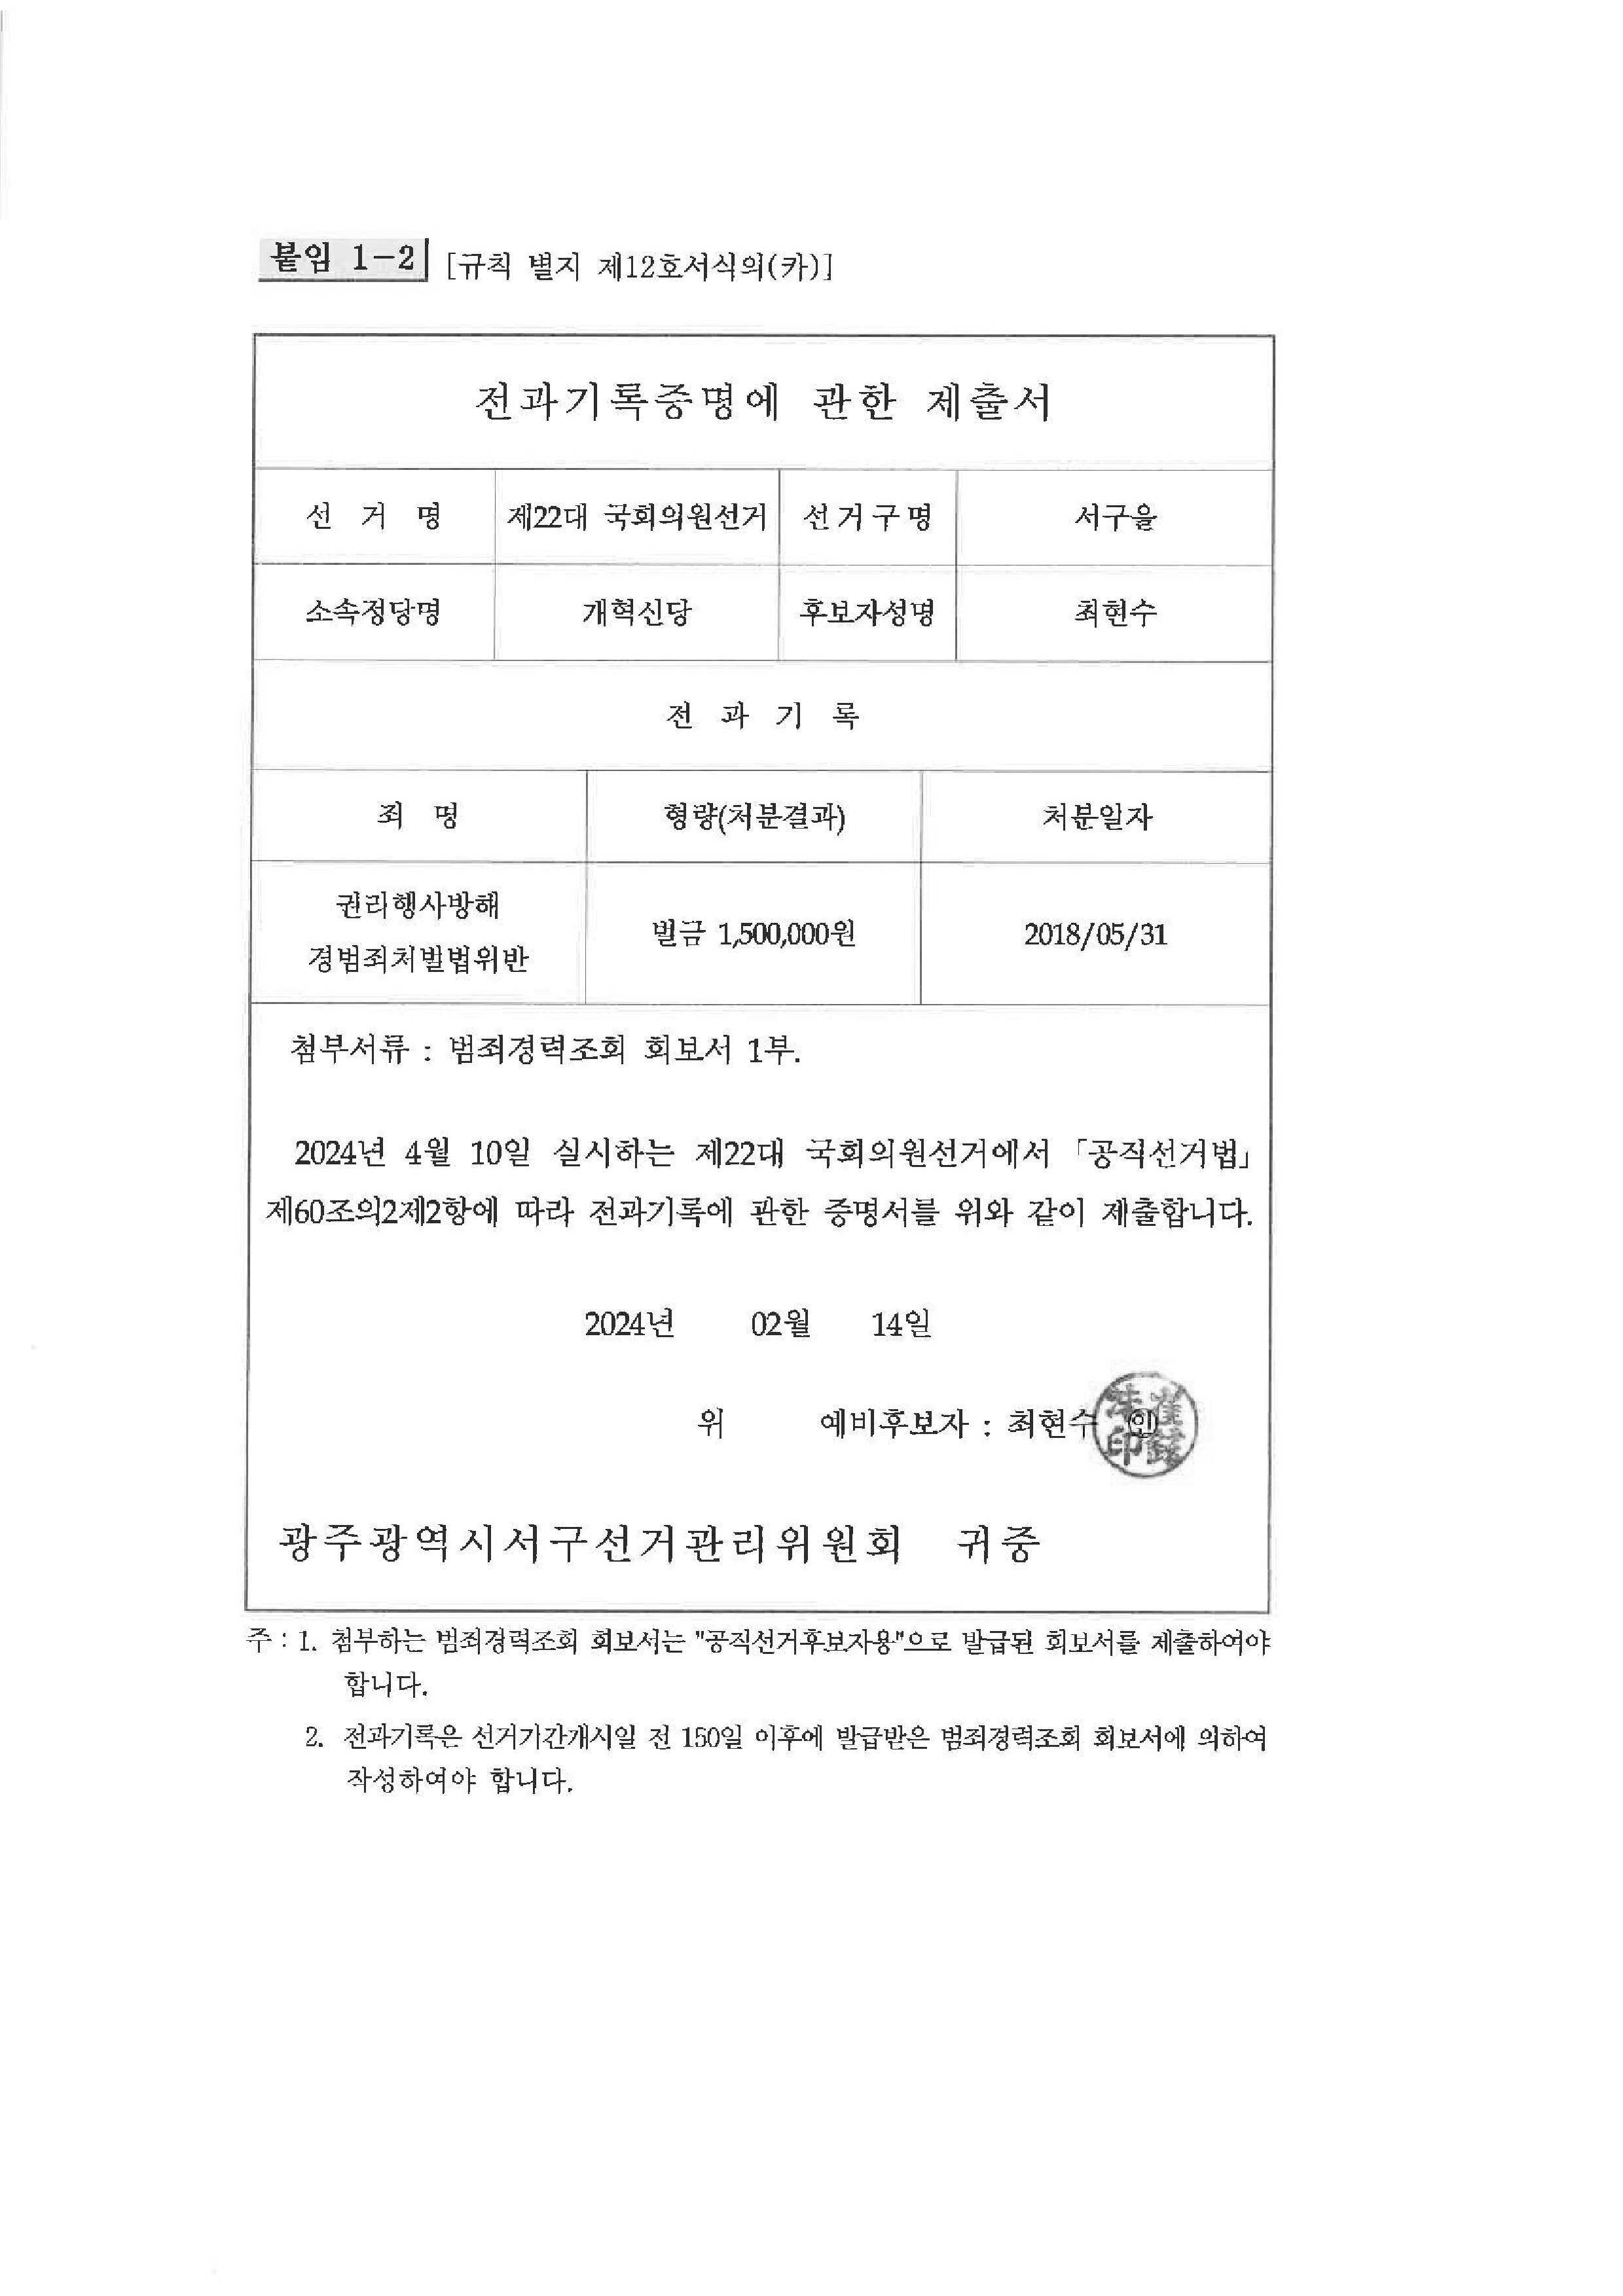 붙임 1-2 [규칙 별지 제12호서식의(카)]
전과기록증명에 관한 제출서
선 거 명 제22대 국회의원선거 선거구명 서구을
소속정당명 개혁신당 후보자성명 최현수
전 과 기 록
죄 명 형량(처분결과) 처분일자
권리행사방해
경범죄처벌법위반 벌금 1,500,000원 2018/05/31
첨부서류 : 범죄경력조회 회보서 1부.
2024년 4월 10일 실시하는 제22대 국회의원선거에서 「공직선거법」
제60조의2제2항에 따라 전과기록에 관한 증명서를 위와 같이 제출합니다.
2024년 02월 14일
위 예비후보자 : 최현수 ㊞
광주광역시서구선거관리위원회 귀중
주 : 1. 첨부하는 범죄경력조회 회보서는 "공직선거후보자용"으로 발급된 회보서를 제출하여야
합니다.
2. 전과기록은 선거기간개시일 전 150일 이후에 발급받은 범죄경력조회 회보서에 의하여
작성하여야 합니다.